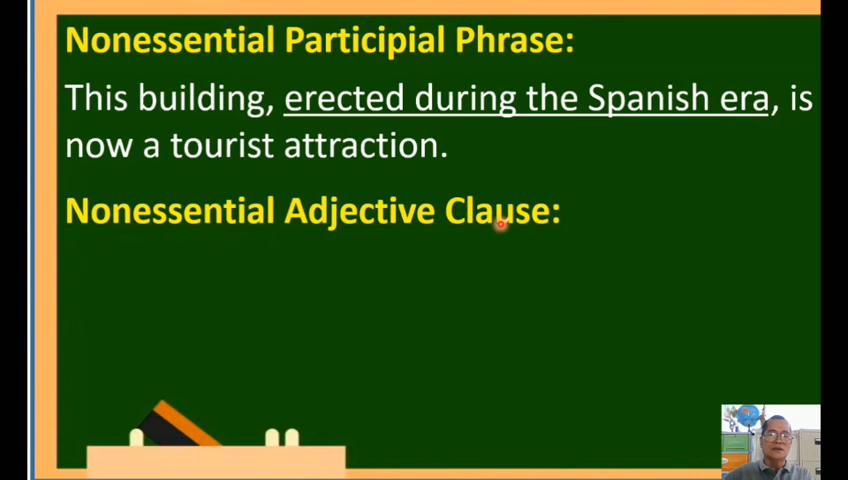 Nonessential Participial Phrase:
This building, erected during the Spanish era, is
now a tourist attraction.
Nonessential Adjective Clause: